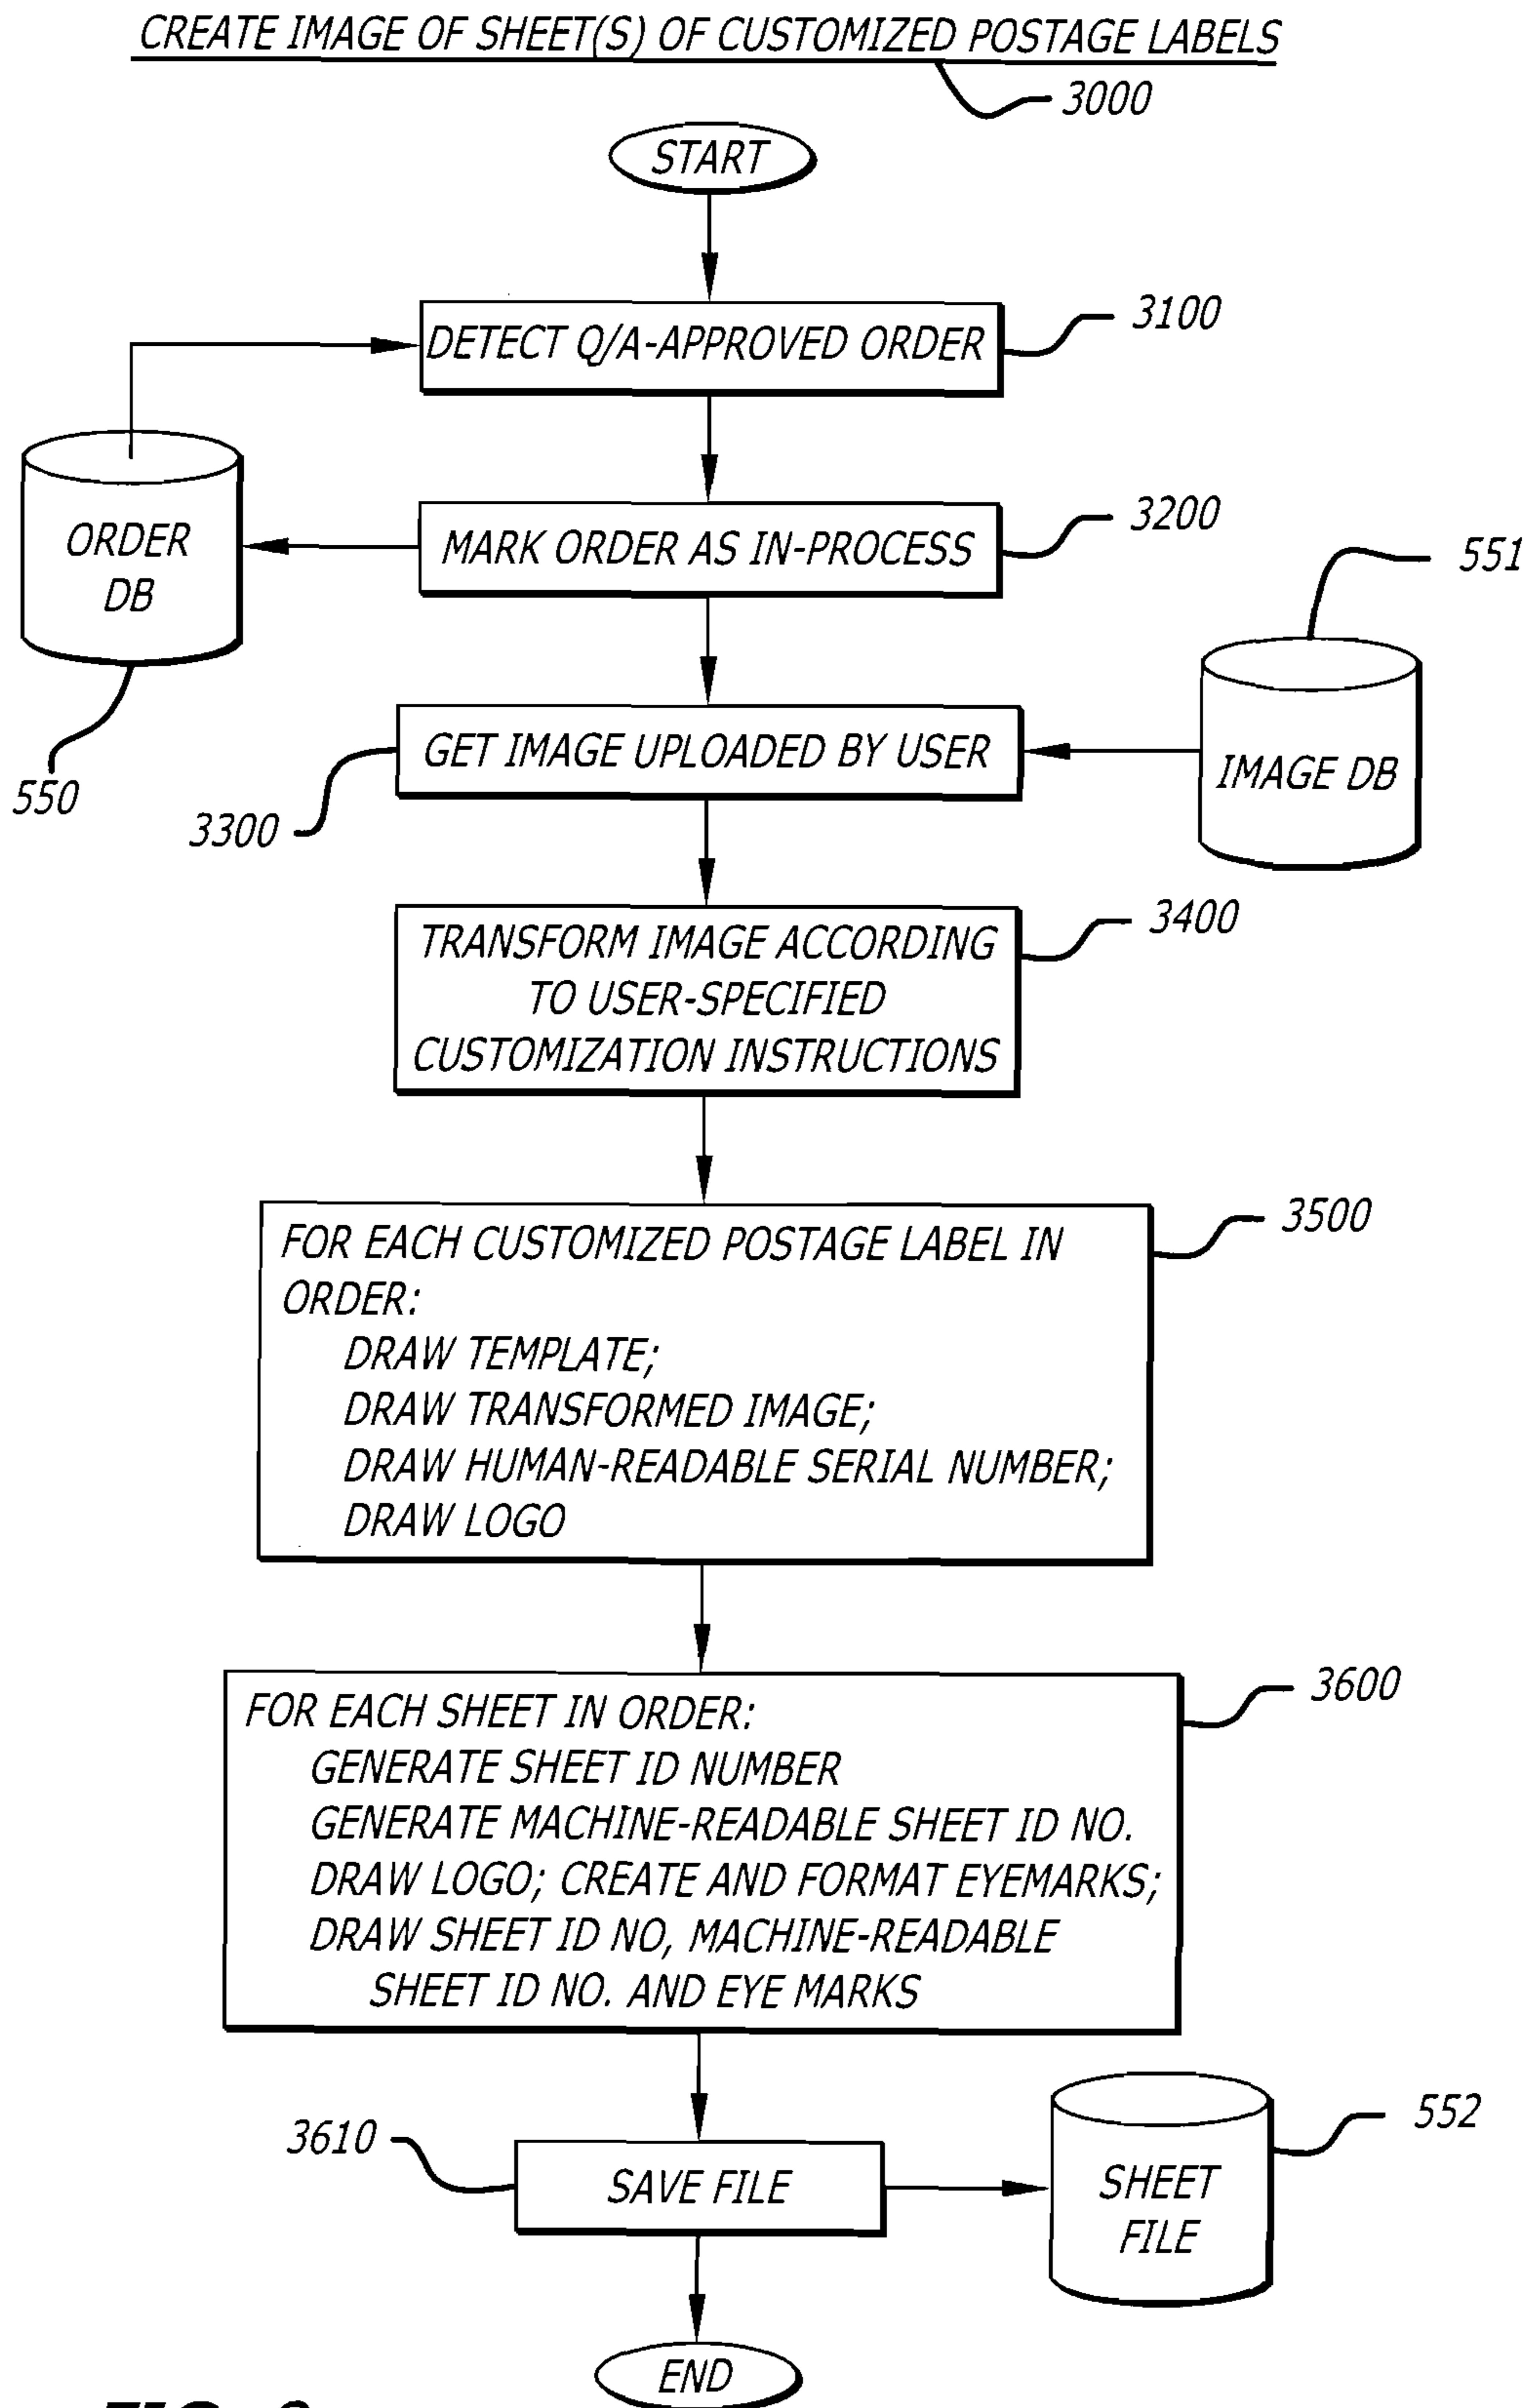 CREATE IMAGE OF SHEET(S) OF CUSTOMIZED POSTAGE LABELS
3000
START
DETECT Q/A-APPROVED ORDER
3100
ORDER
DB
550
MARK ORDER AS IN-PROCESS
3200
551
IMAGE DB
GET IMAGE UPLOADED BY USER
3300
TRANSFORM IMAGE ACCORDING
TO USER-SPECIFIED
CUSTOMIZATION INSTRUCTIONS
3400
FOR EACH CUSTOMIZED POSTAGE LABEL IN
ORDER:
DRAW TEMPLATE;
DRAW TRANSFORMED IMAGE;
DRAW HUMAN-READABLE SERIAL NUMBER;
DRAW LOGO
3500
FOR EACH SHEET IN ORDER:
GENERATE SHEET ID NUMBER
GENERATE MACHINE-READABLE SHEET ID NO.
DRAW LOGO; CREATE AND FORMAT EYEMARKS;
DRAW SHEET ID NO, MACHINE-READABLE
SHEET ID NO. AND EYE MARKS
3600
3610
SAVE FILE
SHEET
FILE
552
END